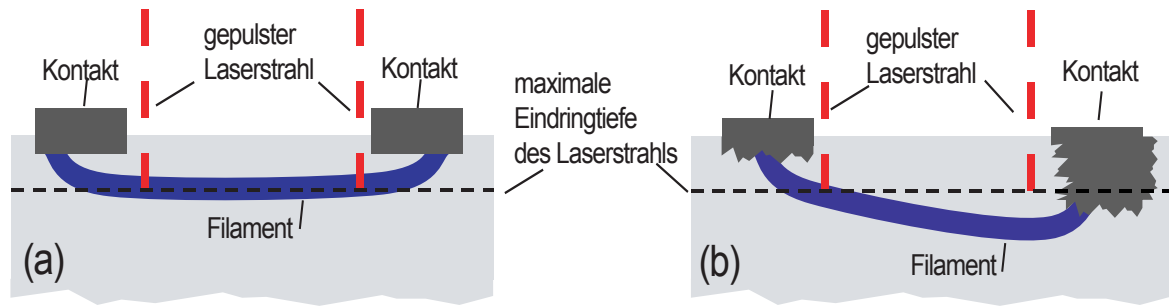 Kontakt
gepulster
Laserstrahl
Kontakt
Filament
(a)
maximale
Eindringtiefe
des Laserstrahls
Kontakt
gepulster
Laserstrahl
Kontakt
Filament
(b)